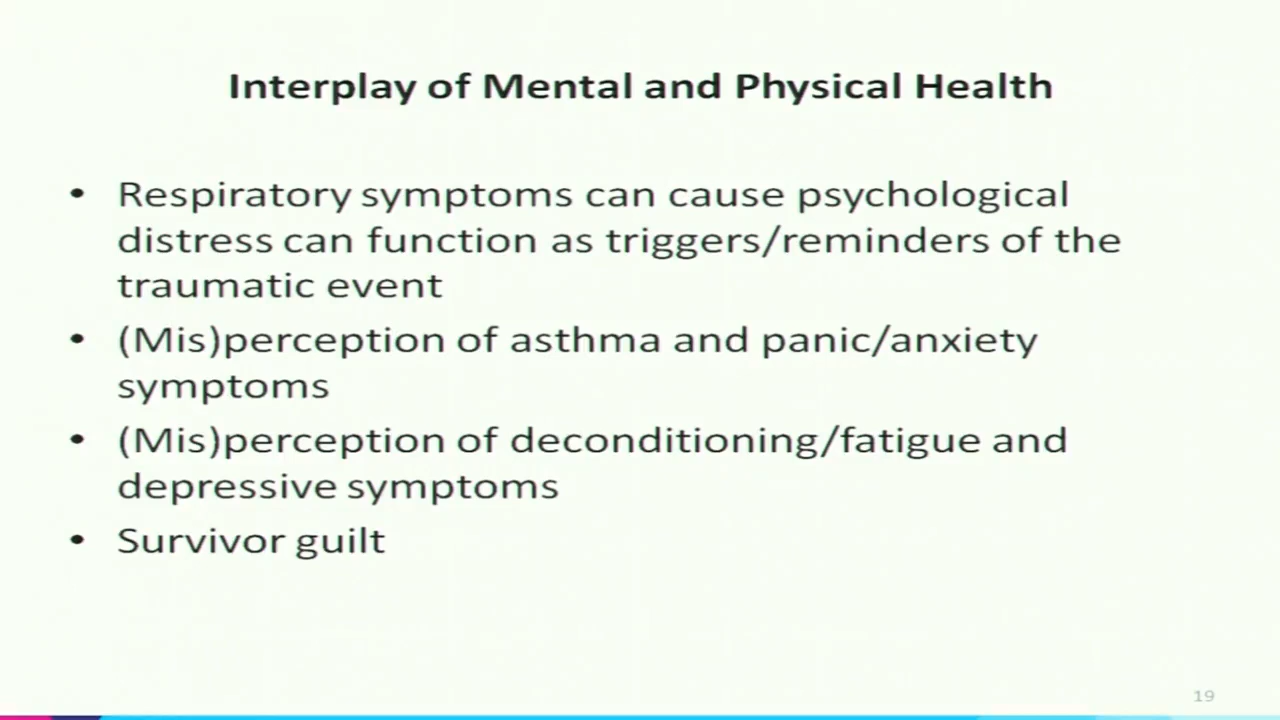 Interplay of Mental and Physical Health
• Respiratory symptoms can cause psychological
distress can function as triggers/reminders of the
traumatic event
• (Mis)perception of asthma and panic/anxiety
symptoms
• (Mis)perception of deconditioning/fatigue and
depressive symptoms
• Survivor guilt
19